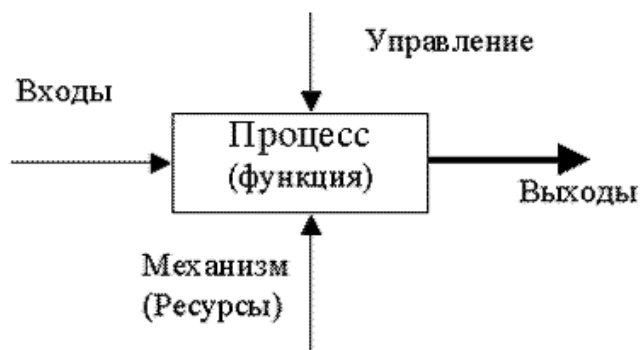 Управление
Входы
Процесс
(функция)
Выходы
Механизм
(Ресурсы)